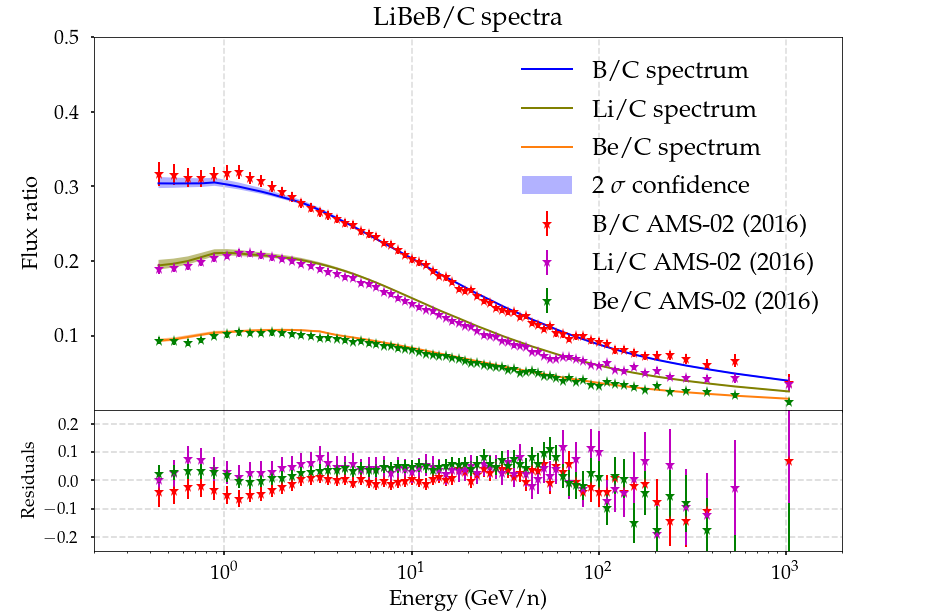 LiBeB/C spectra
0.5
0.4
0.3
0.2
0.1
Flux ratio
B/C spectrum
Li/C spectrum
Be/C spectrum
2 σ confidence
B/C AMS-02 (2016)
Li/C AMS-02 (2016)
Be/C AMS-02 (2016)
0.2
0.1
0.0
−0.1
−0.2
Residuals
10⁰ 10¹ 10² 10³
Energy (GeV/n)